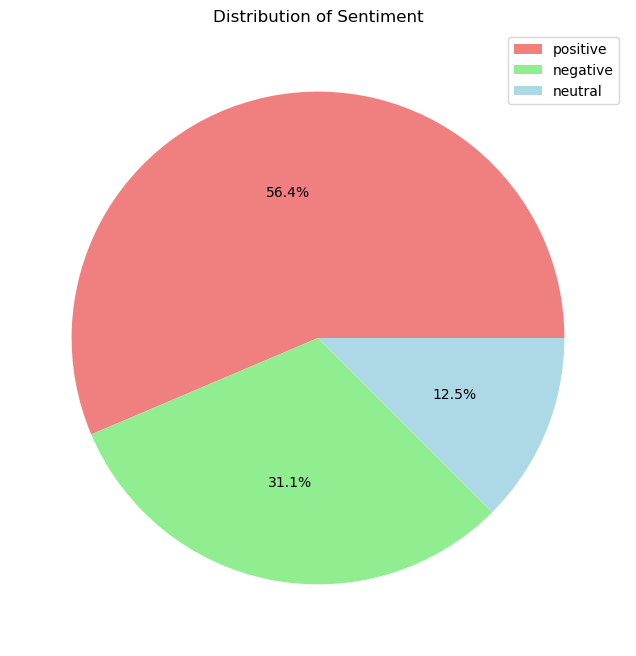 Distribution of Sentiment
positive
negative
neutral
56.4%
12.5%
31.1%